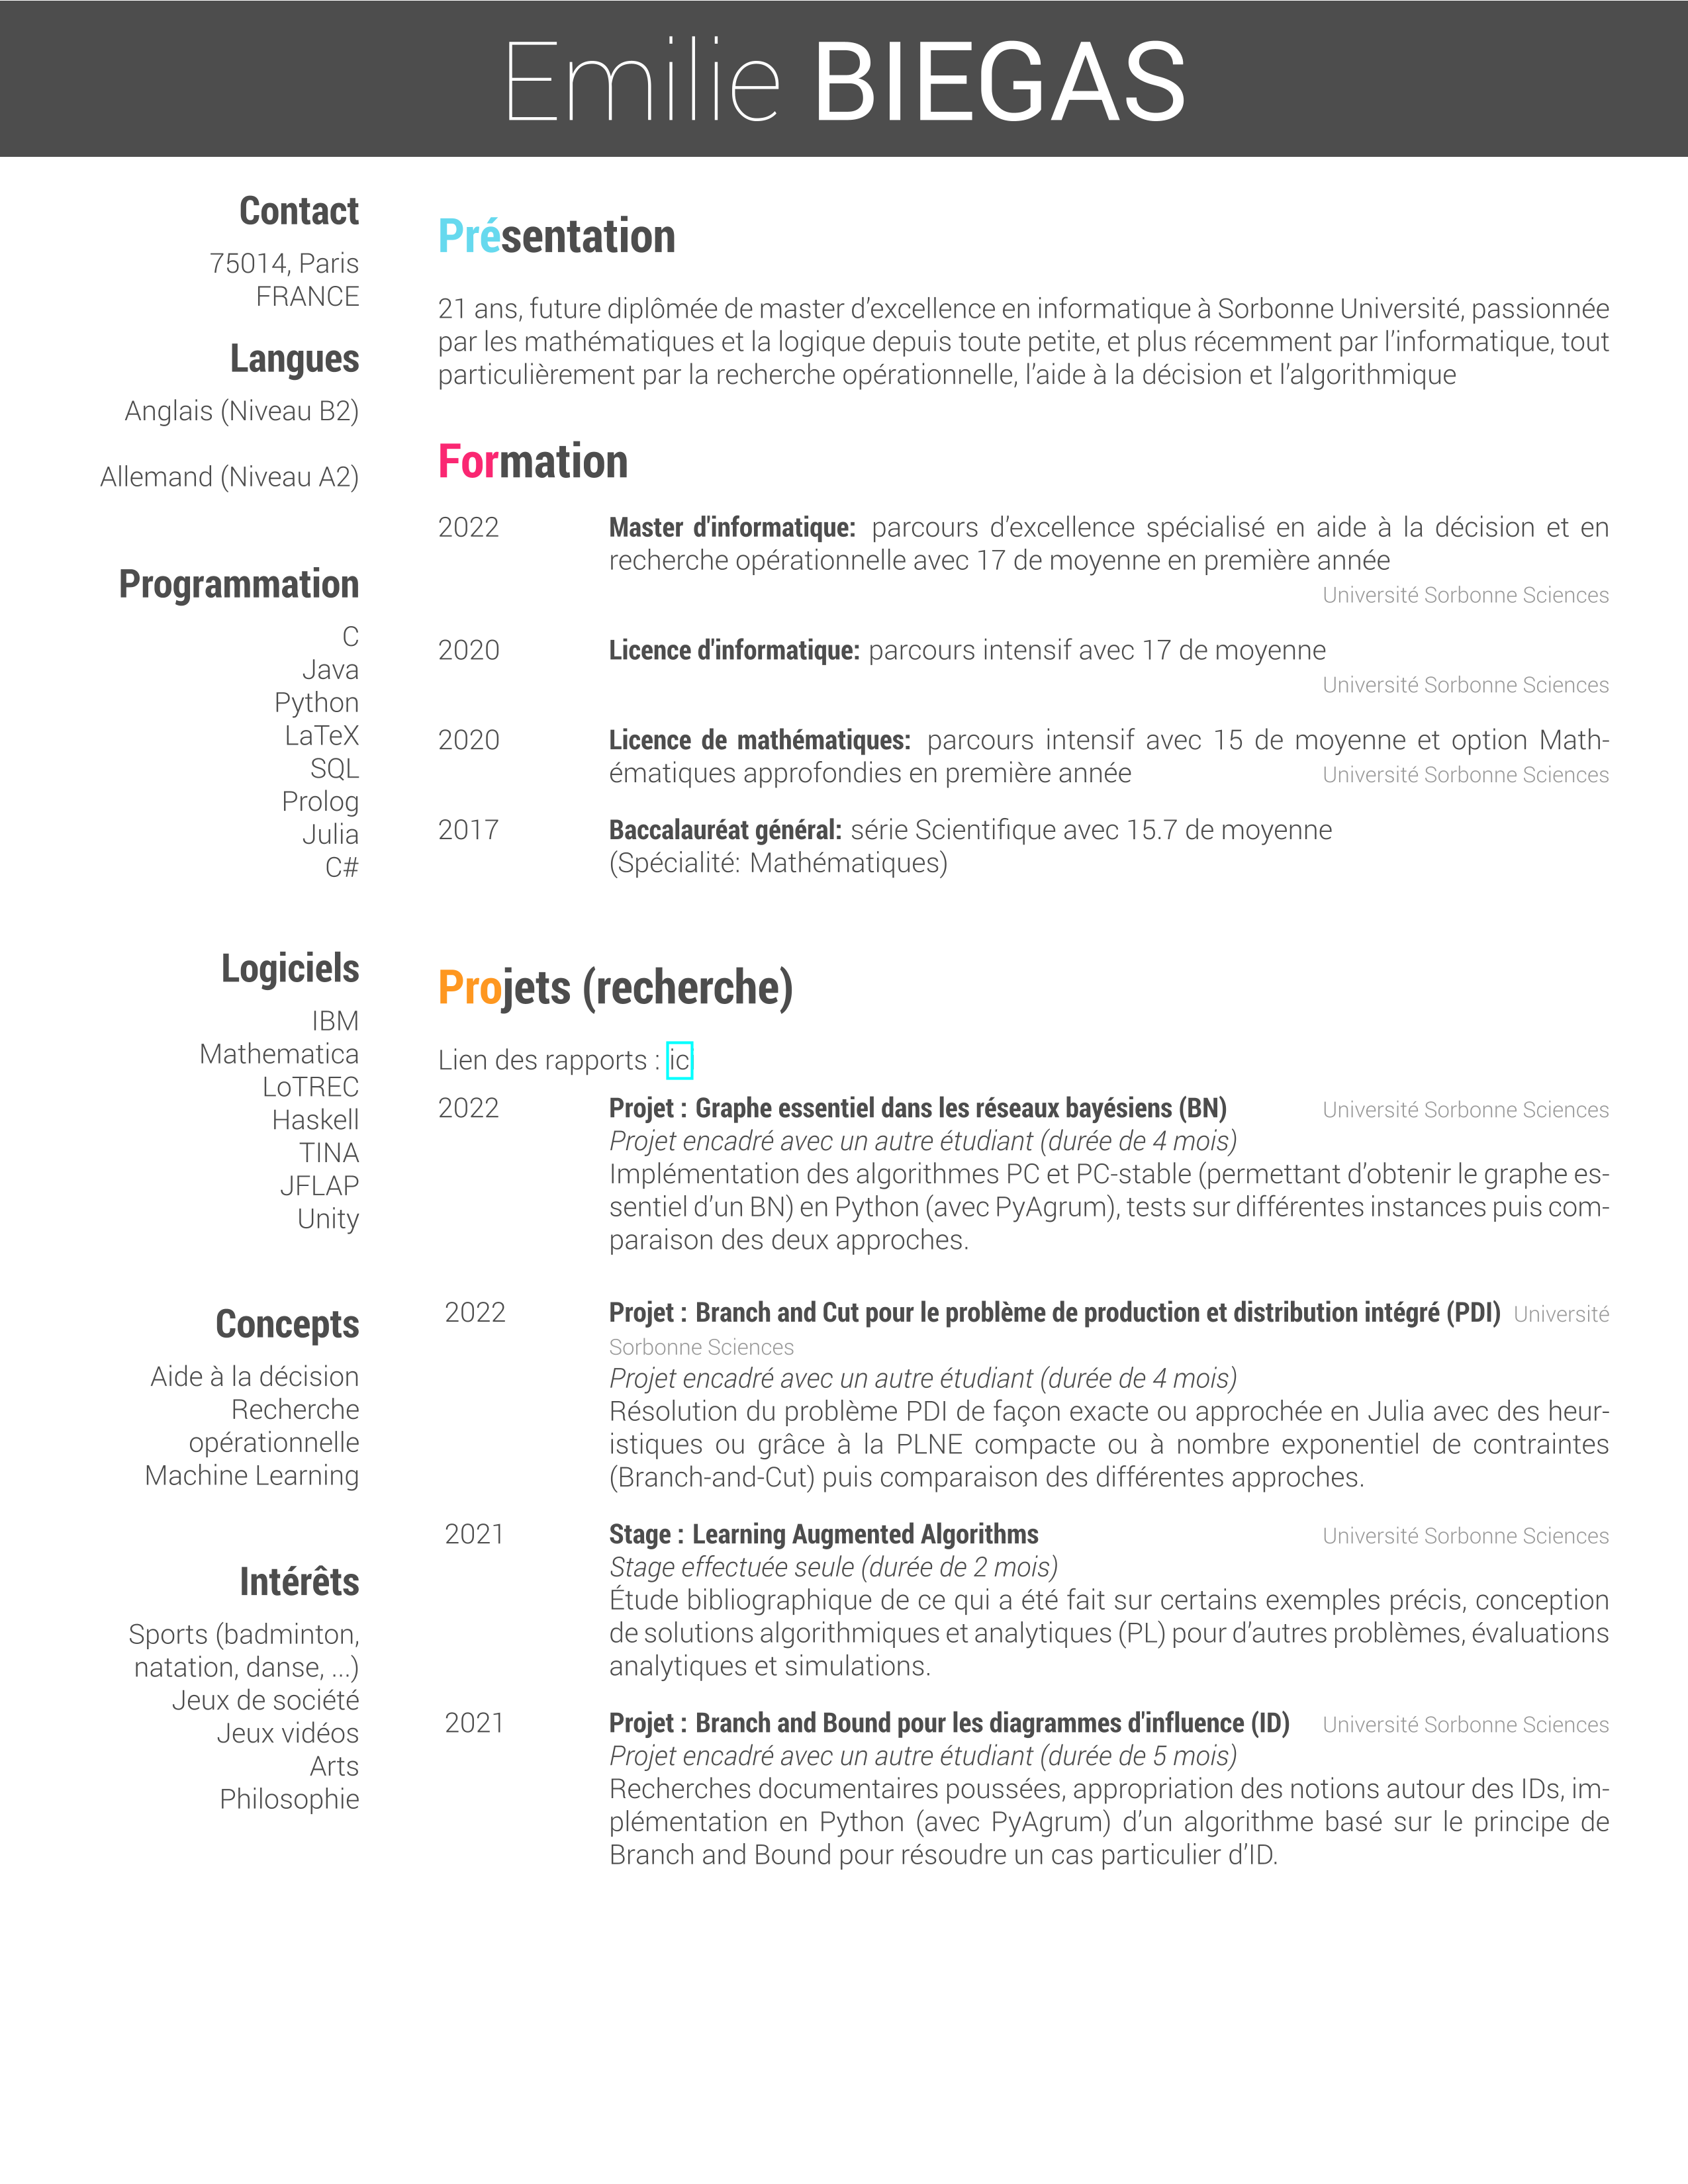 Emilie BIEGAS
Contact
75014, Paris
FRANCE
Langues
Anglais (Niveau B2)
Allemand (Niveau A2)
Programmation
C
Java
Python
LaTeX
SQL
Prolog
Julia
C#
Logiciels
IBM
Mathematica
LoTREC
Haskell
TINA
JFLAP
Unity
Concepts
Aide à la décision
Recherche
opérationnelle
Machine Learning
Intérêts
Sports (badminton,
natation, danse, ...)
Jeux de société
Jeux vidéos
Arts
Philosophie
Présentation
21 ans, future diplômée de master d'excellence en informatique à Sorbonne Université, passionnée
par les mathématiques et la logique depuis toute petite, et plus récemment par l'informatique, tout
particulièrement par la recherche opérationnelle, l'aide à la décision et l'algorithmique
Formation
2022 Master d'informatique: parcours d'excellence spécialisé en aide à la décision et en
recherche opérationnelle avec 17 de moyenne en première année
Université Sorbonne Sciences
2020 Licence d'informatique: parcours intensif avec 17 de moyenne
Université Sorbonne Sciences
2020 Licence de mathématiques: parcours intensif avec 15 de moyenne et option Math-
ématiques approfondies en première année Université Sorbonne Sciences
2017 Baccalauréat général: série Scientifique avec 15.7 de moyenne
(Spécialité: Mathématiques)
Projets (recherche)
Lien des rapports : ici
2022 Projet : Graphe essentiel dans les réseaux bayésiens (BN) Université Sorbonne Sciences
Projet encadré avec un autre étudiant (durée de 4 mois)
Implémentation des algorithmes PC et PC-stable (permettant d'obtenir le graphe es-
sentiel d'un BN) en Python (avec PyAgrum), tests sur différentes instances puis com-
paraison des deux approches.
2022 Projet : Branch and Cut pour le problème de production et distribution intégré (PDI) Université
Sorbonne Sciences
Projet encadré avec un autre étudiant (durée de 4 mois)
Résolution du problème PDI de façon exacte ou approchée en Julia avec des heur-
istiques ou grâce à la PLNE compacte ou à nombre exponentiel de contraintes
(Branch-and-Cut) puis comparaison des différentes approches.
2021 Stage : Learning Augmented Algorithms Université Sorbonne Sciences
Stage effectuée seule (durée de 2 mois)
Étude bibliographique de ce qui a été fait sur certains exemples précis, conception
de solutions algorithmiques et analytiques (PL) pour d'autres problèmes, évaluations
analytiques et simulations.
2021 Projet : Branch and Bound pour les diagrammes d'influence (ID) Université Sorbonne Sciences
Projet encadré avec un autre étudiant (durée de 5 mois)
Recherches documentaires poussées, appropriation des notions autour des IDs, im-
plémentation en Python (avec PyAgrum) d'un algorithme basé sur le principe de
Branch and Bound pour résoudre un cas particulier d'ID.